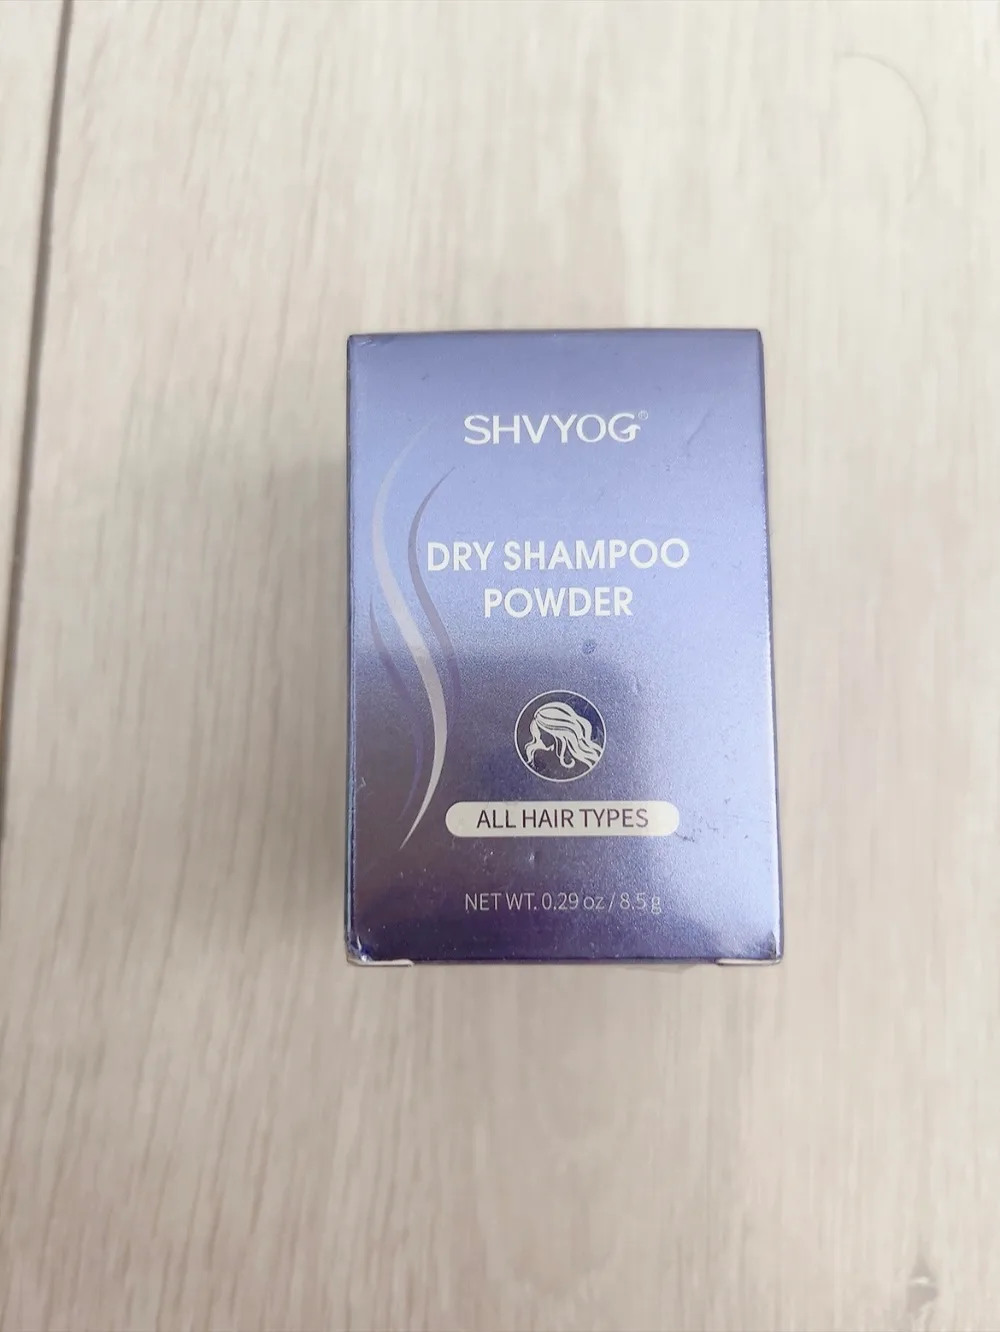 SHVYOG®
DRY SHAMPOO
POWDER
ALL HAIR TYPES
NET WT. 0.29 oz / 8.5 g